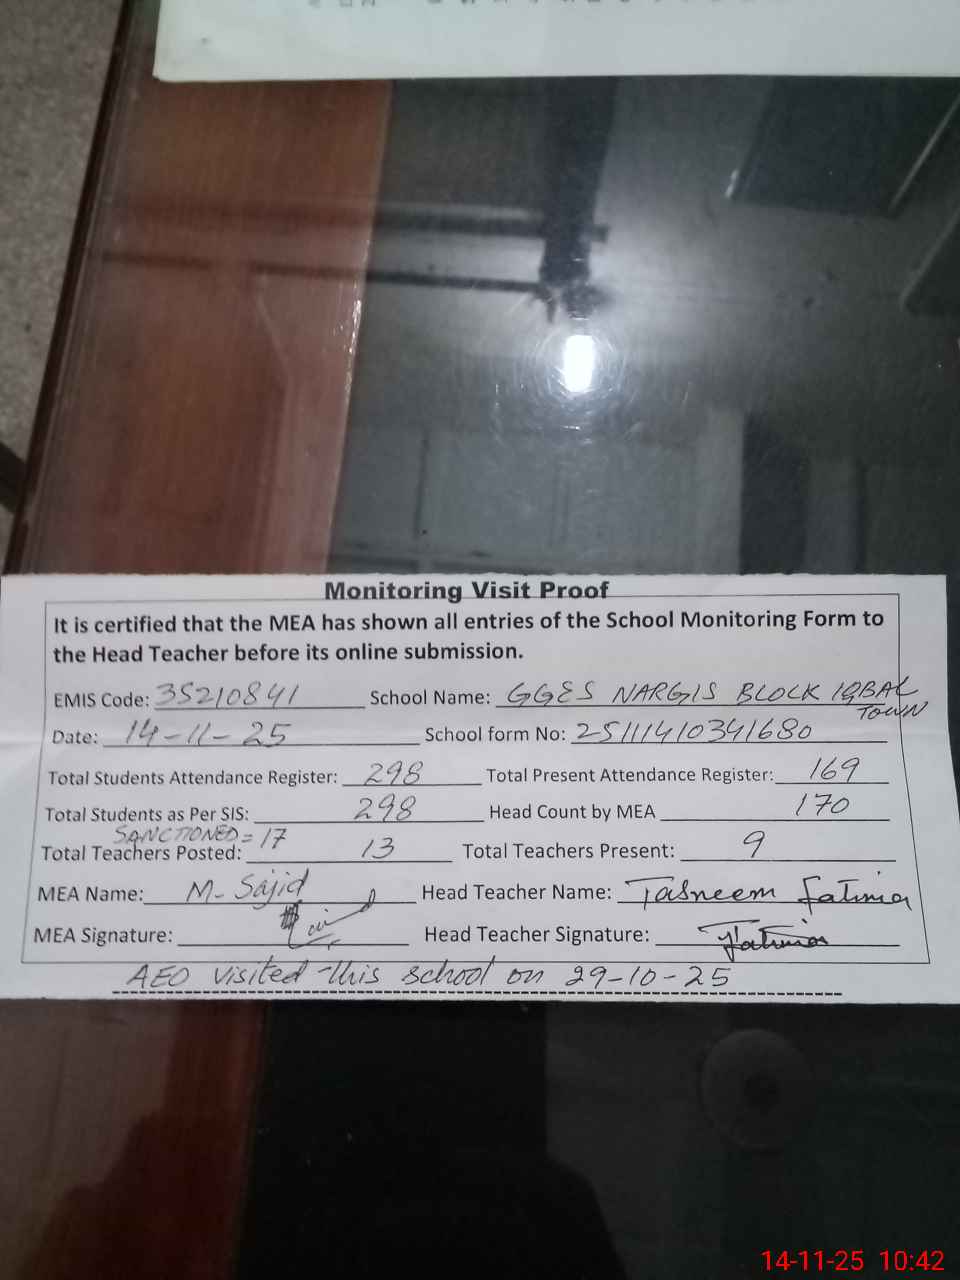 Monitoring Visit Proof
It is certified that the MEA has shown all entries of the School Monitoring Form to
the Head Teacher before its online submission.
EMIS Code: 35210841 School Name: GGES NARGIS BLOCK IQBAL
TOWN
Date: 14-11-25 School form No: 25111410341680
Total Students Attendance Register: 298 Total Present Attendance Register: 169
Total Students as Per SIS: 298 Head Count by MEA 170
SANCTIONED = 17
Total Teachers Posted: 13 Total Teachers Present: 9
MEA Name: M. Sajid Head Teacher Name: Tasneem Fatima
MEA Signature: Head Teacher Signature: Fatima
AEO visited this school on 29-10-25
14-11-25 10:42